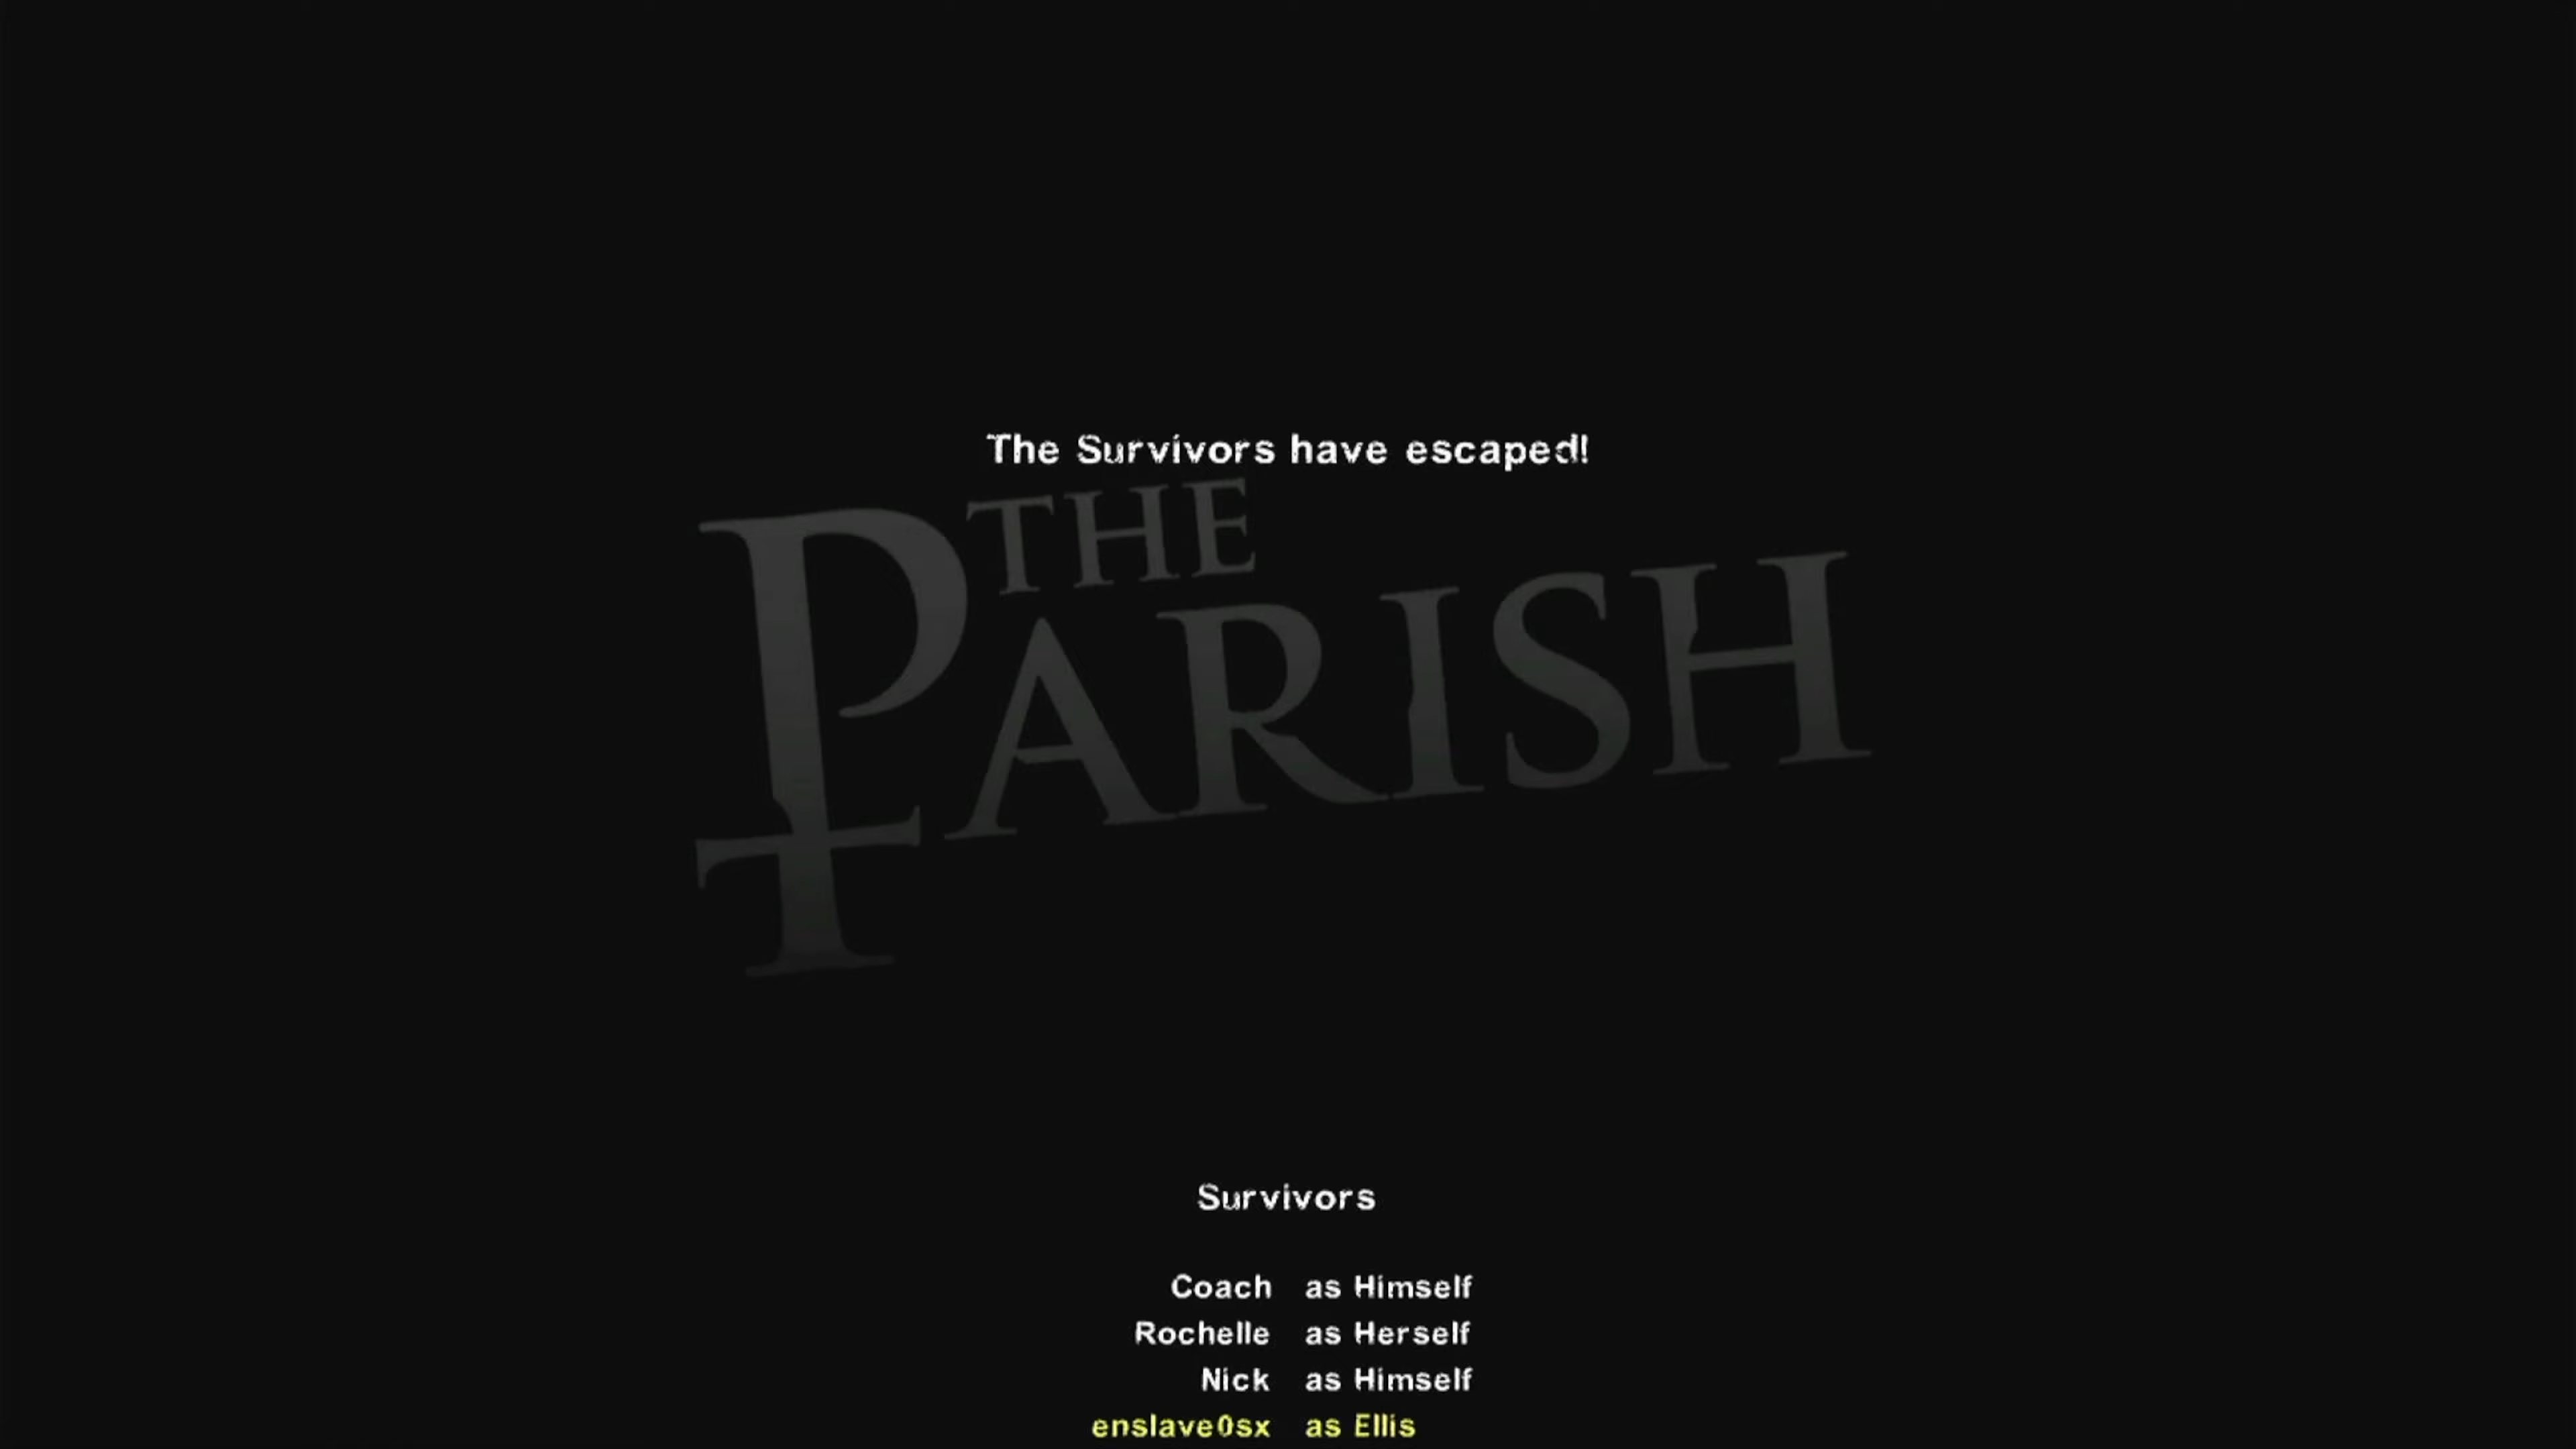 The Survivors have escaped!
THE
PARISH
Survivors
Coach as Himself
Rochelle as Herself
Nick as Himself
enslave0sx as Ellis